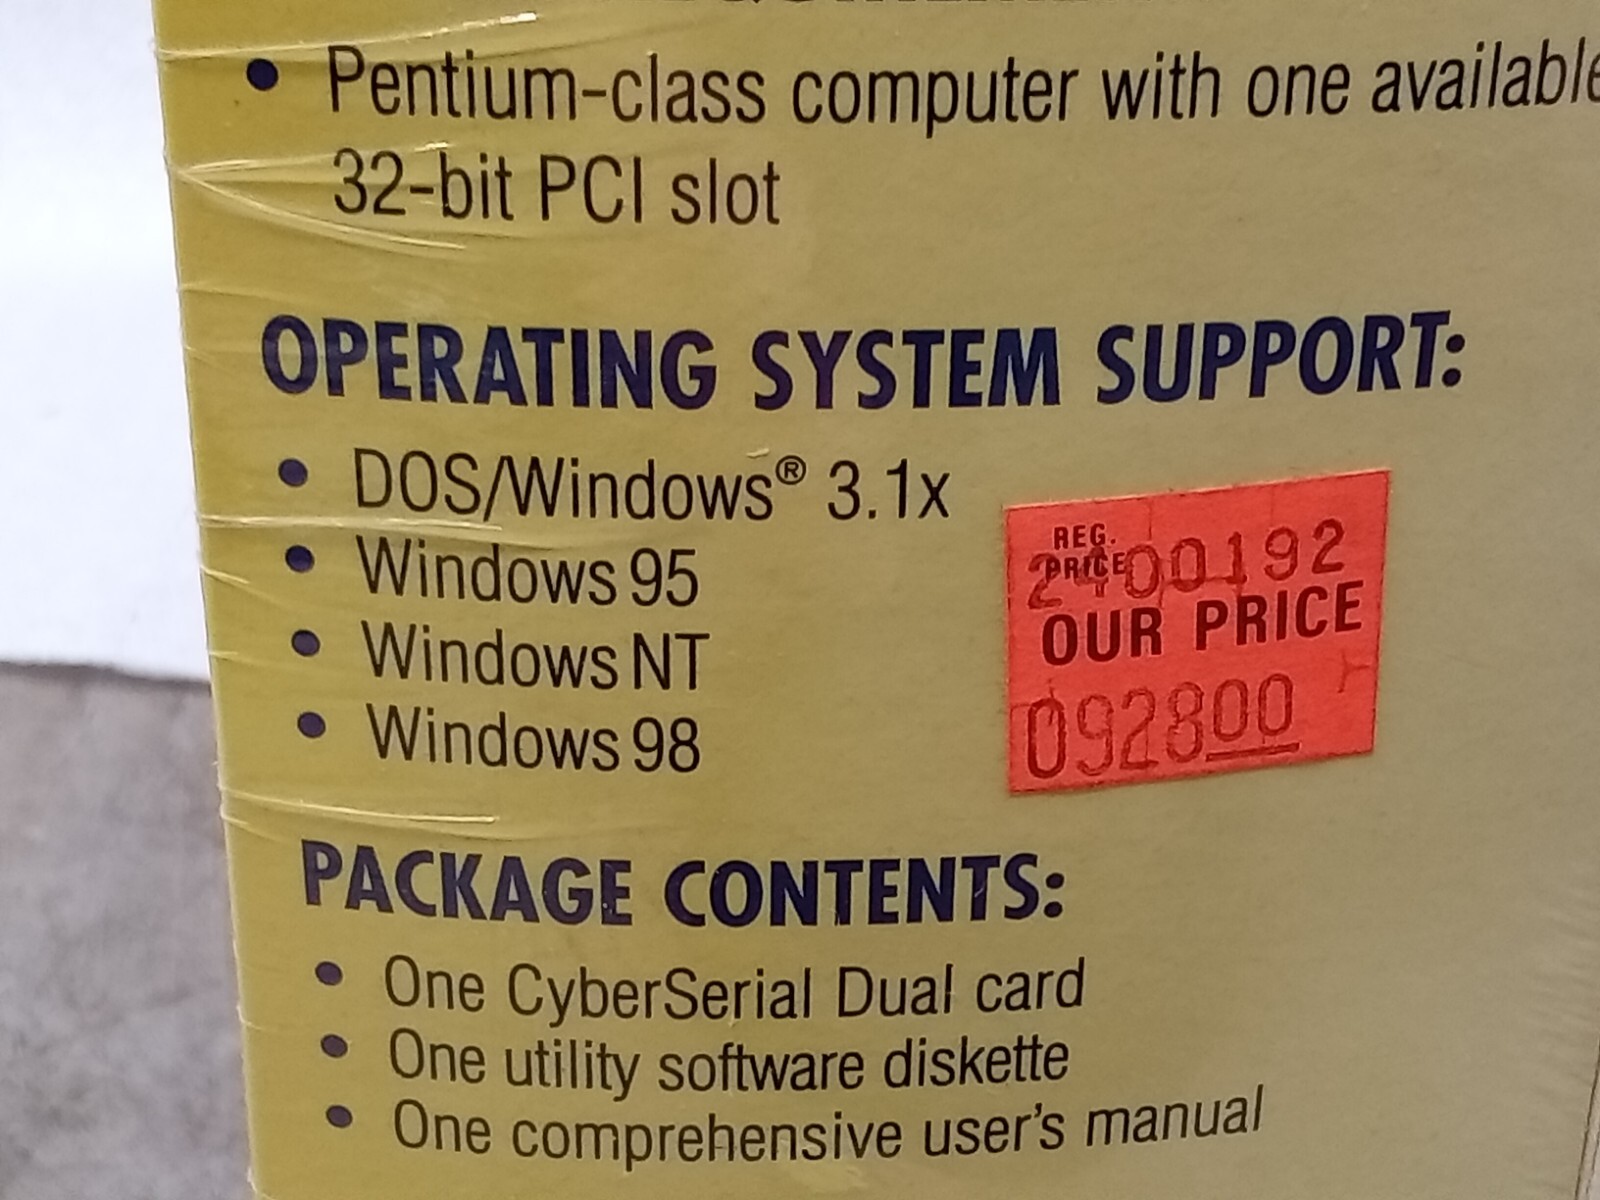 • Pentium-class computer with one available
32-bit PCI slot
OPERATING SYSTEM SUPPORT:
• DOS/Windows® 3.1x
• Windows 95
• Windows NT
• Windows 98
REG.
PRICE
2400192
OUR PRICE
092800
PACKAGE CONTENTS:
• One CyberSerial Dual card
• One utility software diskette
• One comprehensive user's manual